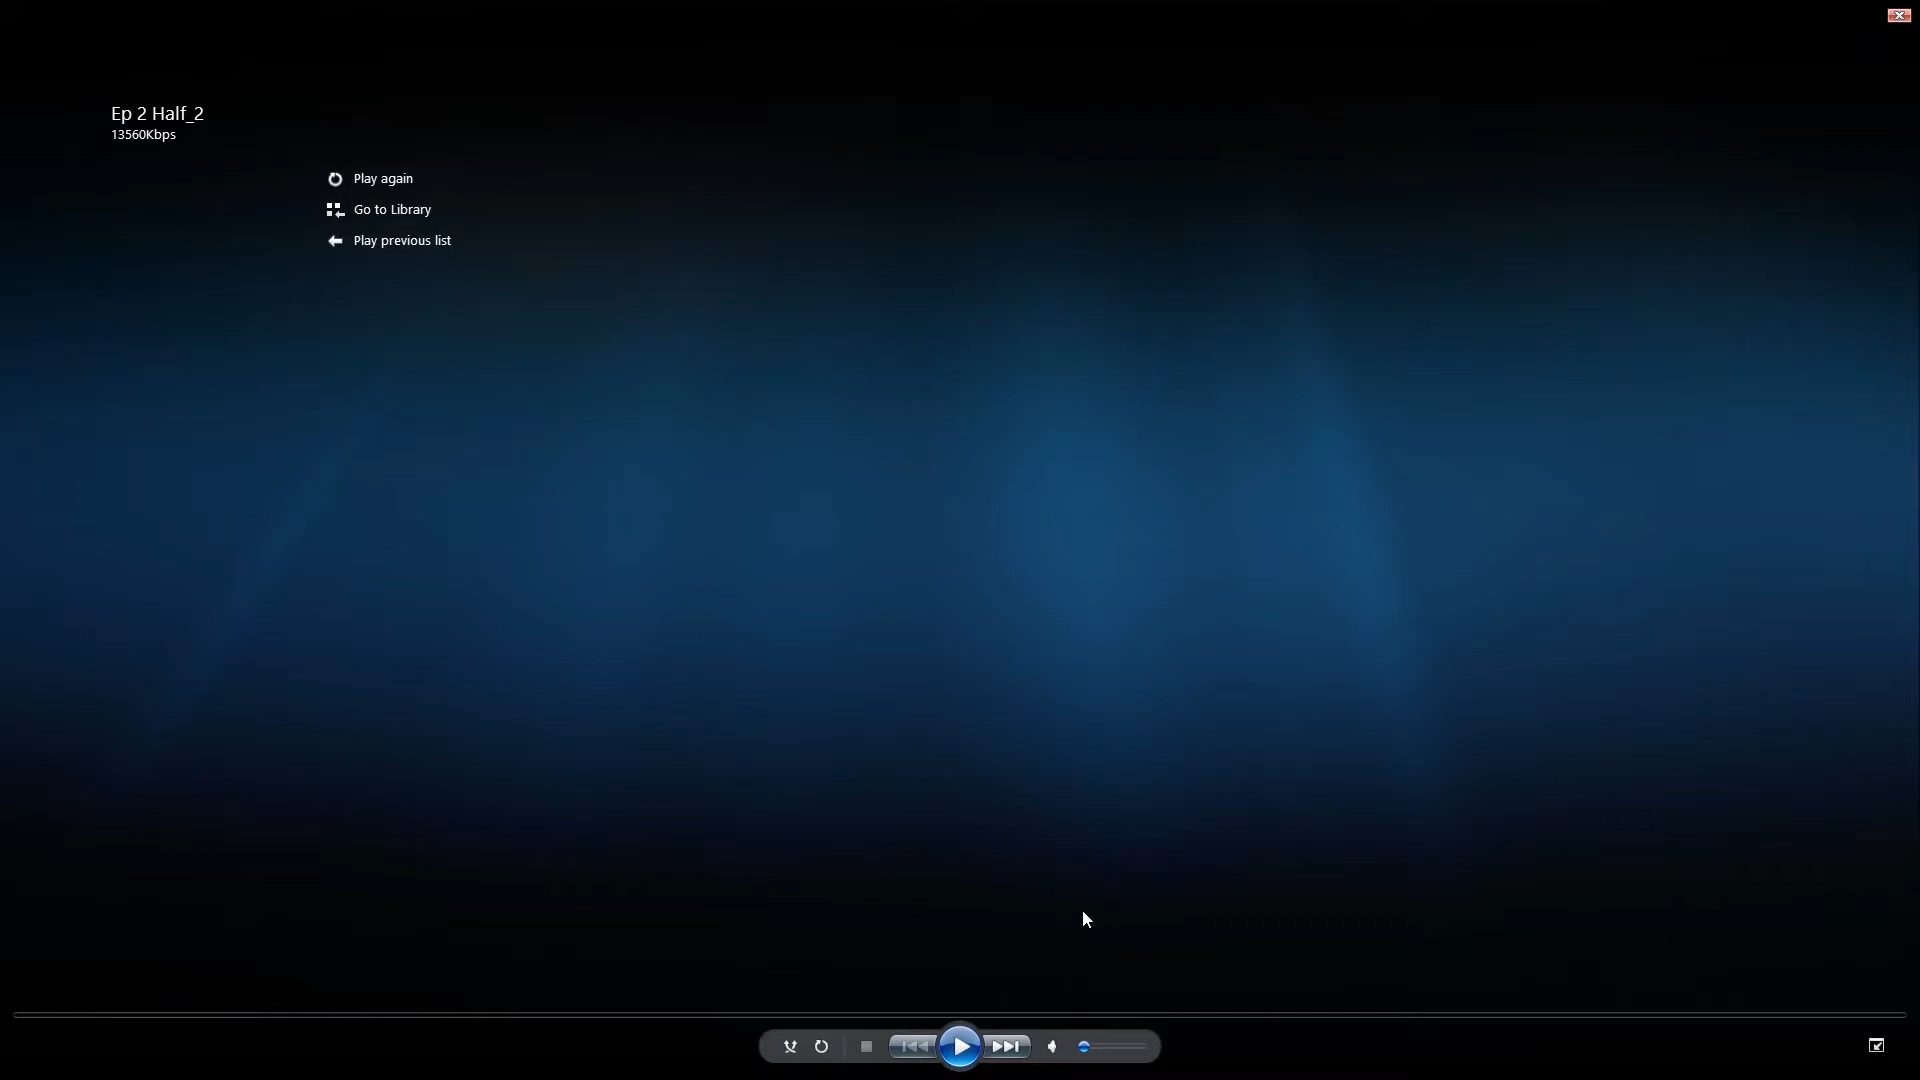 Ep 2 Half_2
13560Kbps
Play again
Go to Library
Play previous list